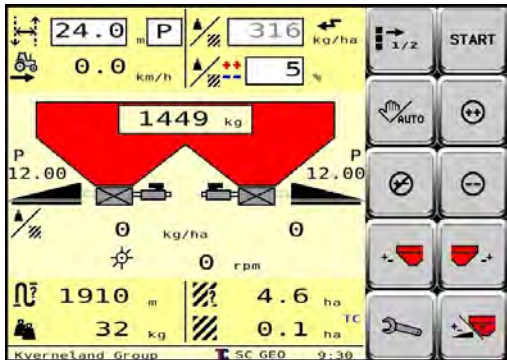 24.0 m P 316 kg/ha
0.0 km/h ++ -- 5 %
1/2 START
1449 kg
AUTO ++
P P
12.00 12.00
--
0 kg/ha 0
0 rpm
+- -+
1910 m ? 4.6 ha
32 kg 0.1 ha TC
+-
Kverneland Group SC GEO 9:30